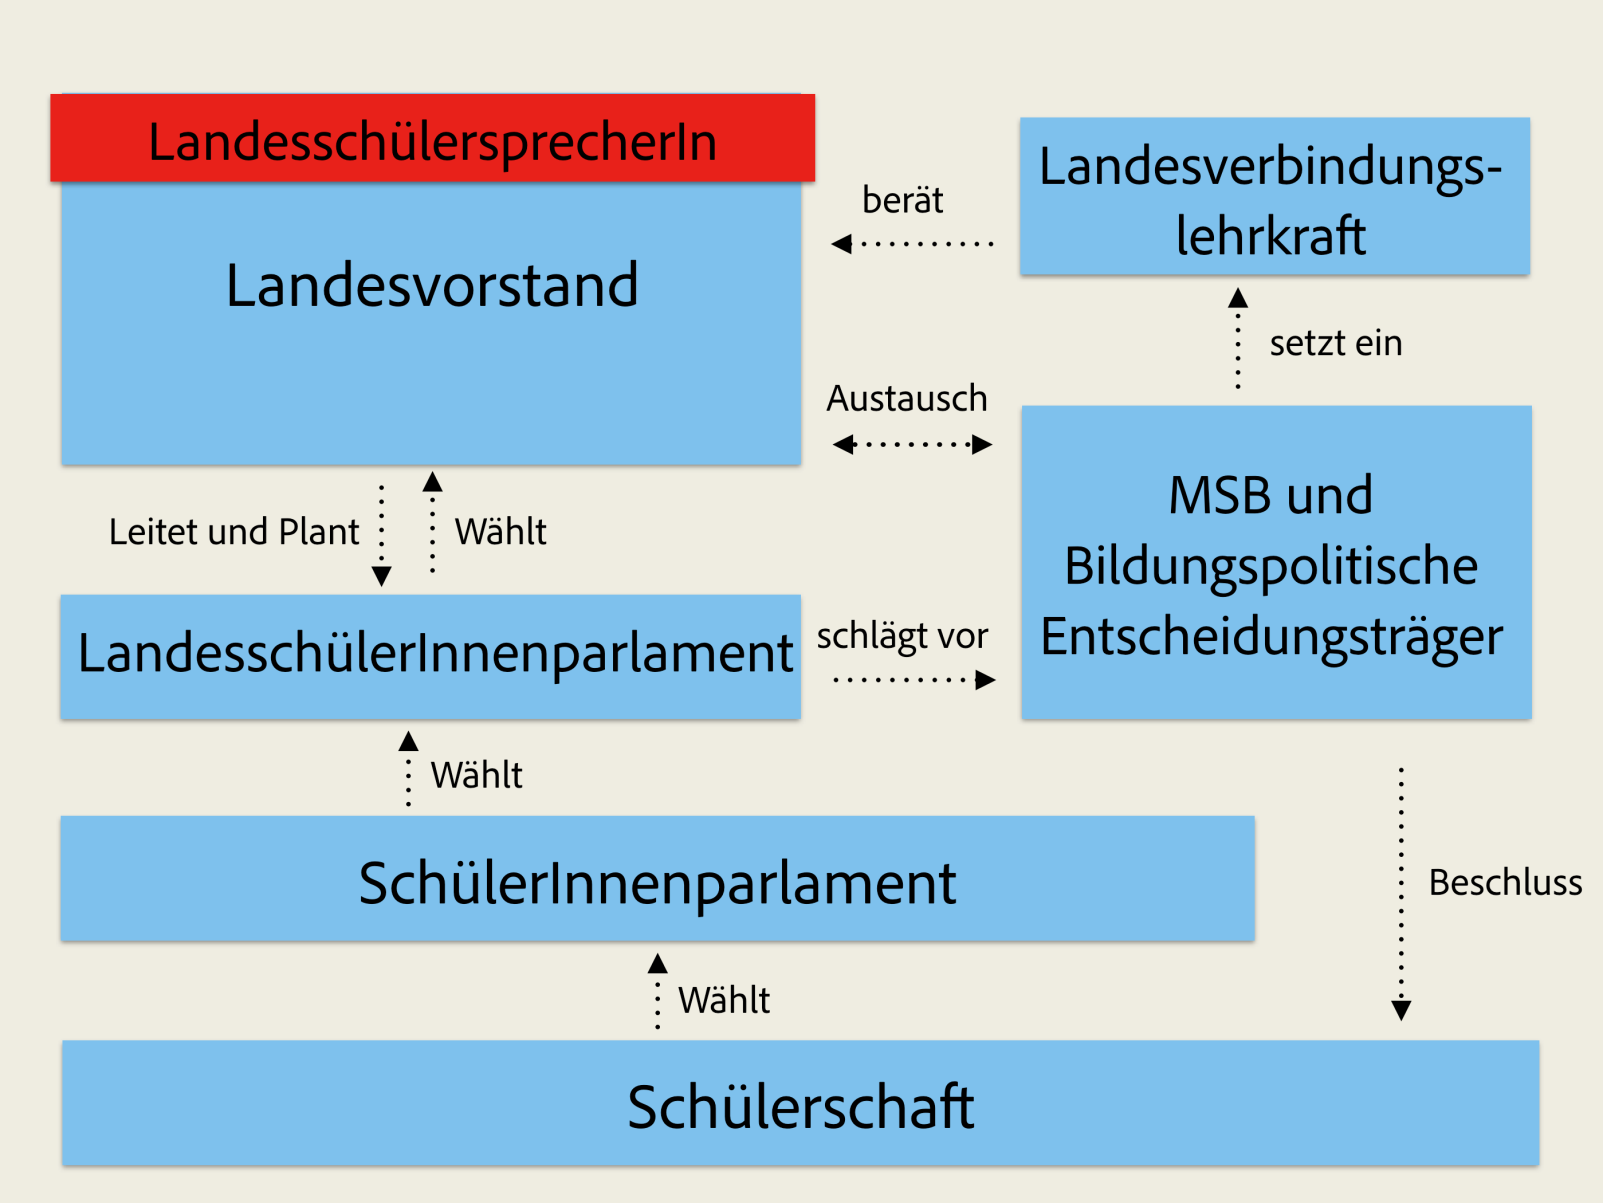 LandesschülersprecherIn
Landesvorstand
berät
Landesverbindungs-
lehrkraft
setzt ein
Austausch
MSB und
Bildungspolitische
Entscheidungsträger
Leitet und Plant
Wählt
LandesschülerInnenparlament
schlägt vor
Wählt
SchülerInnenparlament
Beschluss
Wählt
Schülerschaft